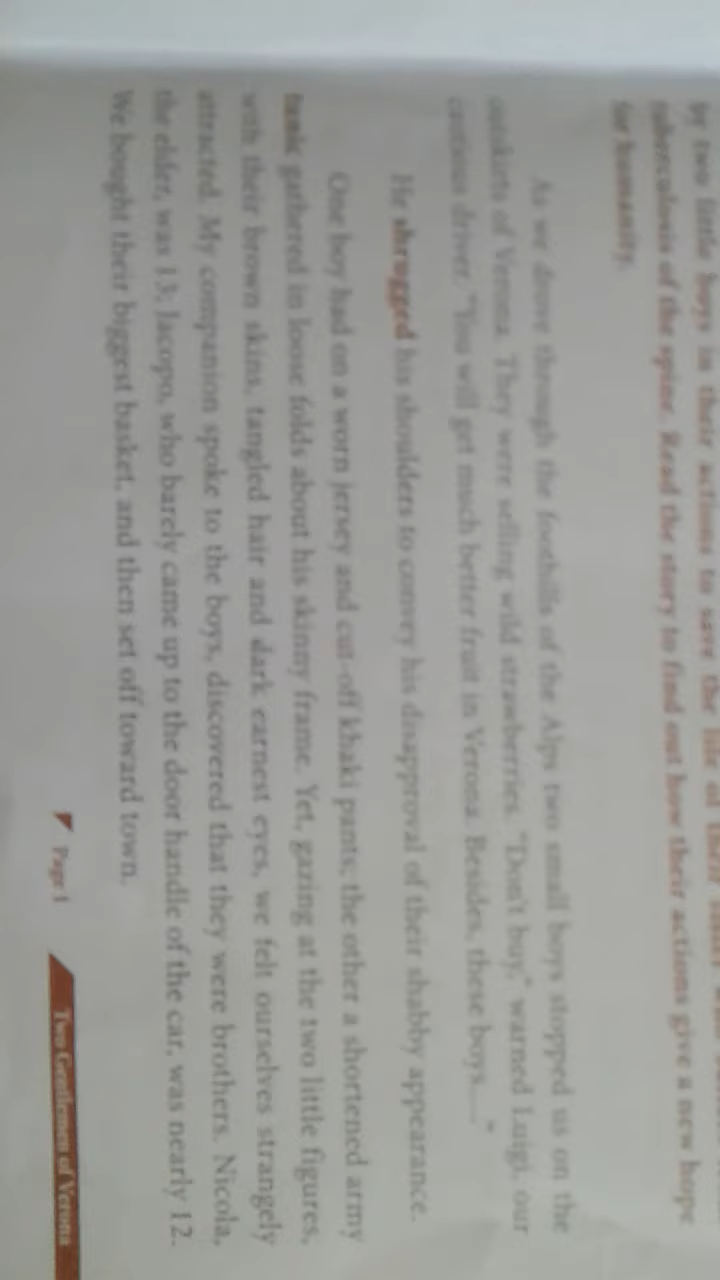 by two little boys in their actions to save the life of their
tuberculosis of the spine. Read the story to find out how their actions give a new hope
for humanity.
As we drove through the foothills of the Alps two small boys stopped us on the
outskirts of Verona. They were selling wild strawberries. "Don't buy," warned Luigi, our
cautious driver. "You will get much better fruit in Verona. Besides, these boys...."
He shrugged his shoulders to convey his disapproval of their shabby appearance.
One boy had on a worn jersey and cut-off khaki pants; the other a shortened army
tunic gathered in loose folds about his skinny frame. Yet, gazing at the two little figures,
with their brown skins, tangled hair and dark earnest eyes, we felt ourselves strangely
attracted. My companion spoke to the boys, discovered that they were brothers. Nicola,
the elder, was 13; Jacopo, who barely came up to the door handle of the car, was nearly 12.
We bought their biggest basket, and then set off toward town.
Page 1
Two Gentlemen of Verona